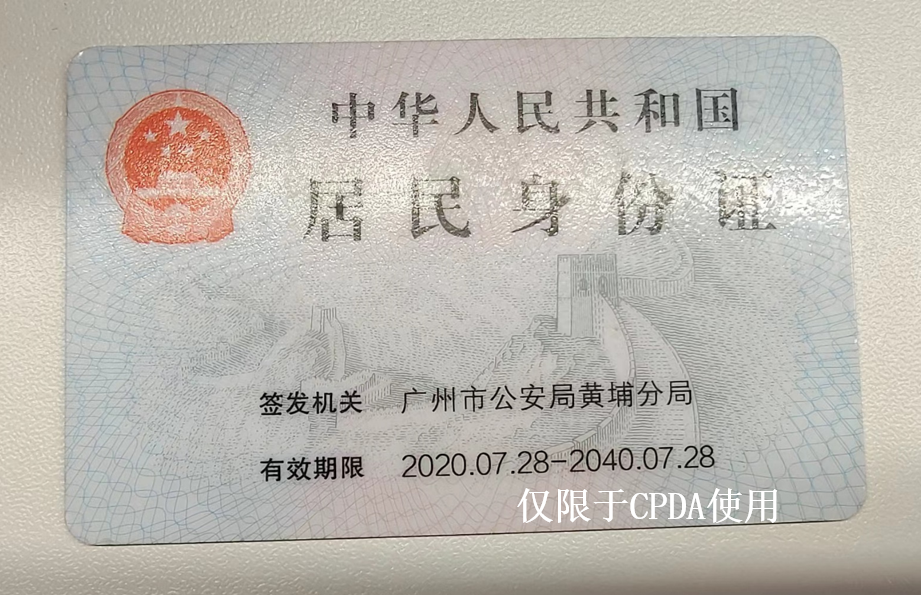 中华人民共和国
居民身份证
签发机关 广州市公安局黄埔分局
有效期限 2020.07.28-2040.07.28
仅限于CPDA使用